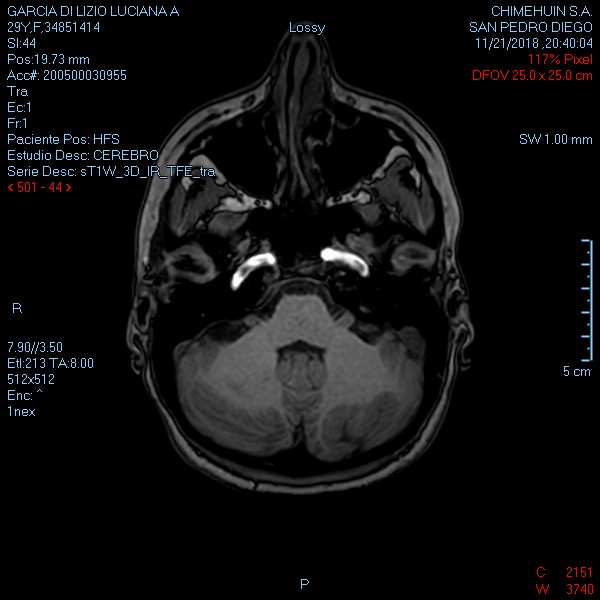 GARCIA DI LIZIO LUCIANA A
29Y,F,34851414
Sl:44
Pos:19.73 mm
Acc#: 200500030955
Tra
Ec:1
Fr:1
Paciente Pos: HFS
Estudio Desc: CEREBRO
Serie Desc: sT1W_3D_IR_TFE_tra
< 501 - 44 >
Lossy
CHIMEHUIN S.A.
SAN PEDRO DIEGO
11/21/2018 ,20:40:04
117% Pixel
DFOV 25.0 x 25.0 cm
SW 1.00 mm
R
7.90//3.50
Etl:213 TA:8.00
512x512
Enc: ^
1nex
5 cm
P
C 2151
W 3740